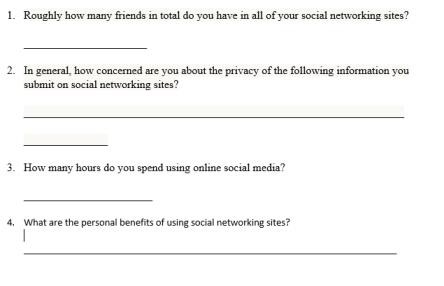 1. Roughly how many friends in total do you have in all of your social networking sites?
2. In general, how concerned are you about the privacy of the following information you
submit on social networking sites?
3. How many hours do you spend using online social media?
4. What are the personal benefits of using social networking sites?